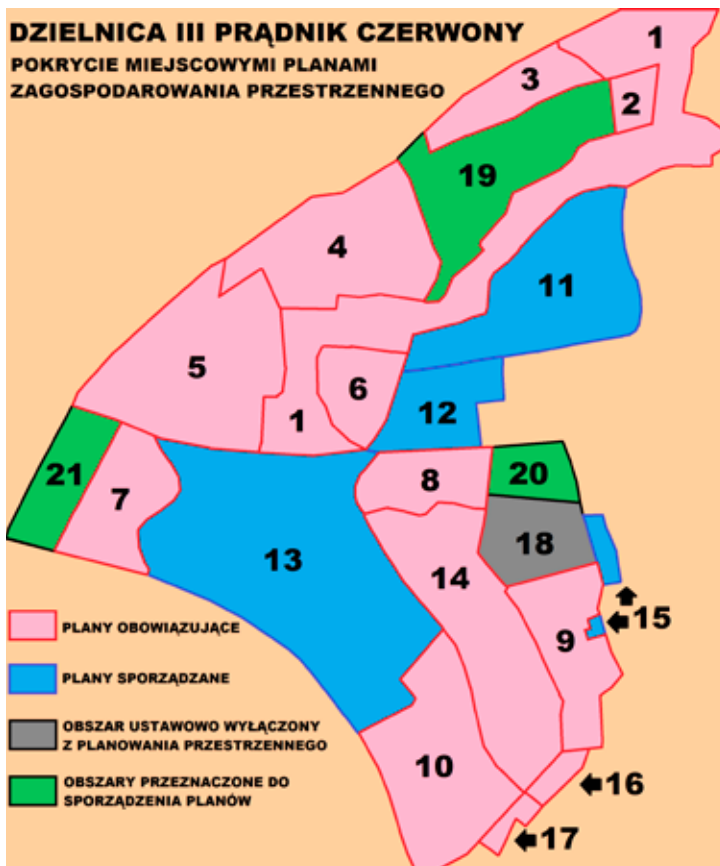 DZIELNICA III PRĄDNIK CZERWONY
POKRYCIE MIEJSCOWYMI PLANAMI
ZAGOSPODAROWANIA PRZESTRZENNEGO
1
3
2
19
4
11
5
6
1
12
21
7
8
20
13
18
14
15
9
10
16
17
PLANY OBOWIĄZUJĄCE
PLANY SPORZĄDZANE
OBSZAR USTAWOWO WYŁĄCZONY
Z PLANOWANIA PRZESTRZENNEGO
OBSZARY PRZEZNACZONE DO
SPORZĄDZENIA PLANÓW